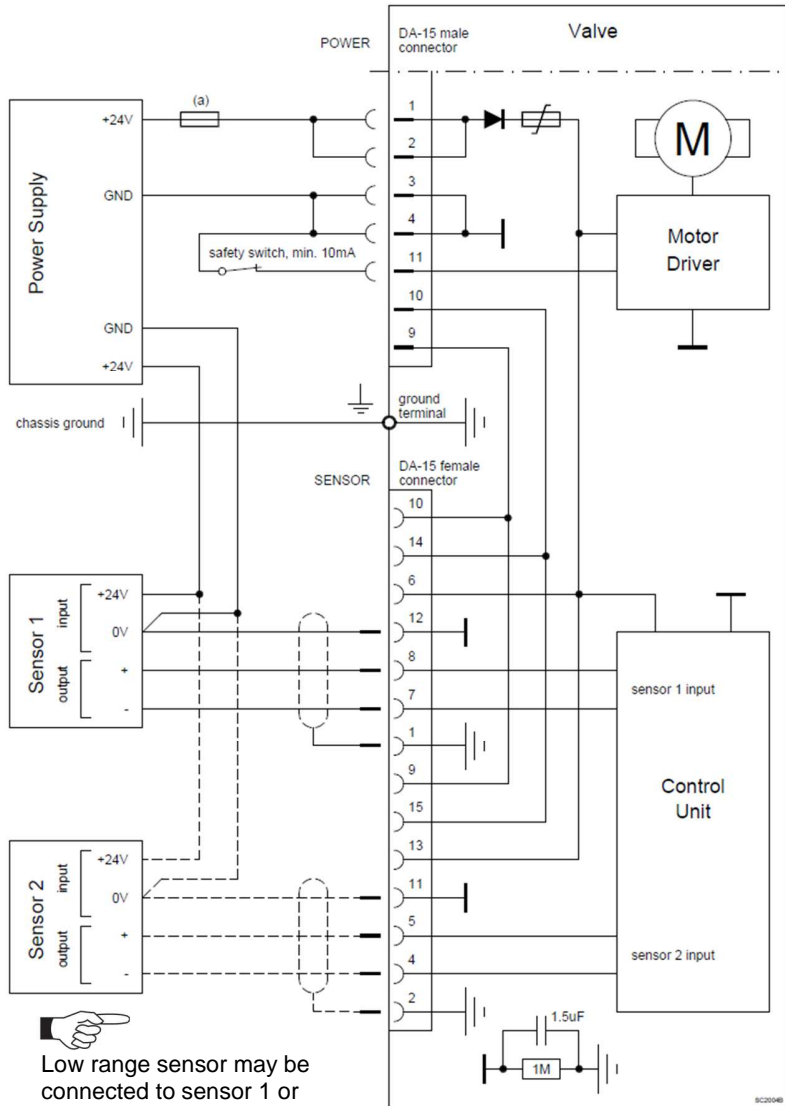 Valve
DA-15 male
connector
POWER
(a)
+24V
1
2
GND
3
4
safety switch, min. 10mA
11
10
9
GND
+24V
Power Supply
M
Motor
Driver
chassis ground
ground
terminal
DA-15 female
connector
SENSOR
10
14
6
12
8
7
1
9
15
13
11
5
4
2
Sensor 1
input
output
+24V
0V
+
-
sensor 1 input
Control
Unit
sensor 2 input
Sensor 2
input
output
+24V
0V
+
-
1.5uF
1M
Low range sensor may be
connected to sensor 1 or
SC2004B